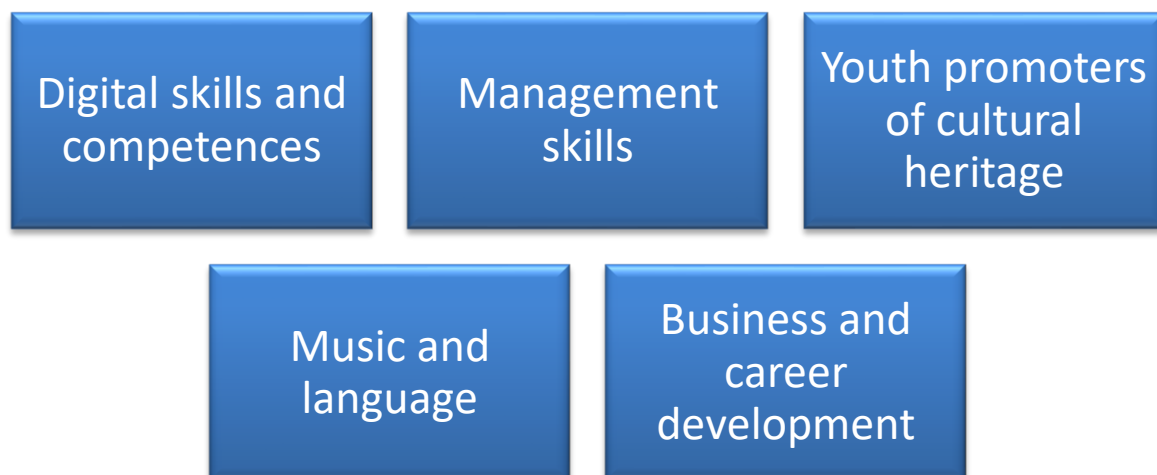 Digital skills and
competences
Management
skills
Youth promoters
of cultural
heritage
Music and
language
Business and
career
development